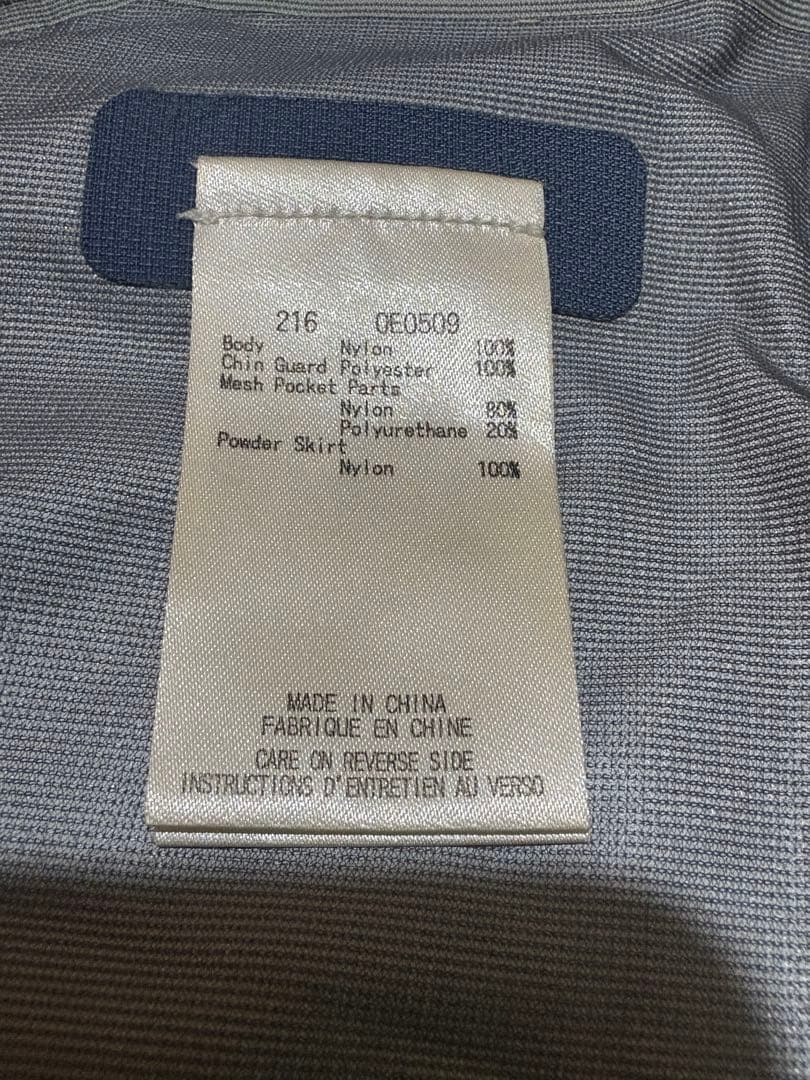 216 0E0509
Body Nylon 100%
Chin Guard Polyester 100%
Mesh Pocket Parts
Nylon 80%
Polyurethane 20%
Powder Skirt
Nylon 100%
MADE IN CHINA
FABRIQUE EN CHINE
CARE ON REVERSE SIDE
INSTRUCTIONS D'ENTRETIEN AU VERSO